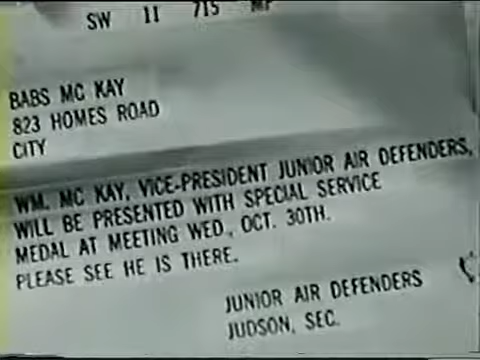 SW 11 715
BABS MC KAY
823 HOMES ROAD
CITY
WM. MC KAY, VICE-PRESIDENT JUNIOR AIR DEFENDERS,
WILL BE PRESENTED WITH SPECIAL SERVICE
MEDAL AT MEETING WED., OCT. 30TH.
PLEASE SEE HE IS THERE.
JUNIOR AIR DEFENDERS
JUDSON, SEC.